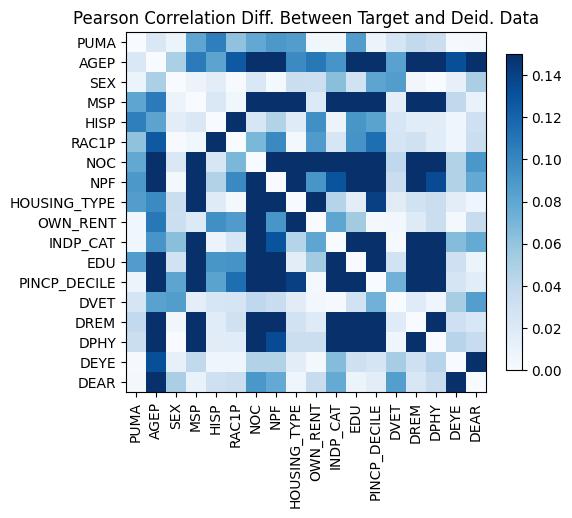 Pearson Correlation Diff. Between Target and Deid. Data
PUMA
AGEP
SEX
MSP
HISP
RAC1P
NOC
NPF
HOUSING_TYPE
OWN_RENT
INDP_CAT
EDU
PINCP_DECILE
DVET
DREM
DPHY
DEYE
DEAR
PUMA
AGEP
SEX
MSP
HISP
RAC1P
NOC
NPF
HOUSING_TYPE
OWN_RENT
INDP_CAT
EDU
PINCP_DECILE
DVET
DREM
DPHY
DEYE
DEAR
0.14
0.12
0.10
0.08
0.06
0.04
0.02
0.00